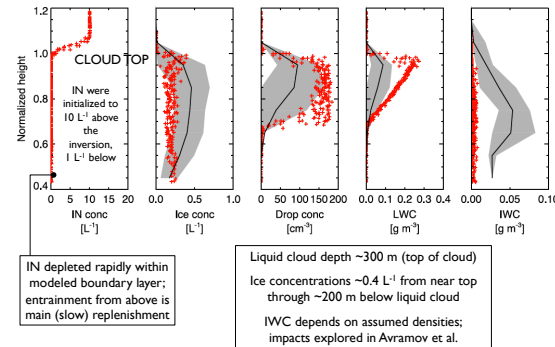 Normalized height
1.2
1.0
0.8
0.6
0.4
CLOUD TOP
IN were
initialized to
10 L⁻¹ above
the
inversion,
1 L⁻¹ below
0 5 10 15 20
IN conc
[L⁻¹]
0.0 0.5 1.0
Ice conc
[L⁻¹]
0 50 100 150 200
Drop conc
[cm⁻³]
0.0 0.1 0.2 0.3 0.4
LWC
[g m⁻³]
0.00 0.05 0.10
IWC
[g m⁻³]
IN depleted rapidly within
modeled boundary layer;
entrainment from above is
main (slow) replenishment
Liquid cloud depth ~300 m (top of cloud)
Ice concentrations ~0.4 L⁻¹ from near top
through ~200 m below liquid cloud
IWC depends on assumed densities;
impacts explored in Avramov et al.